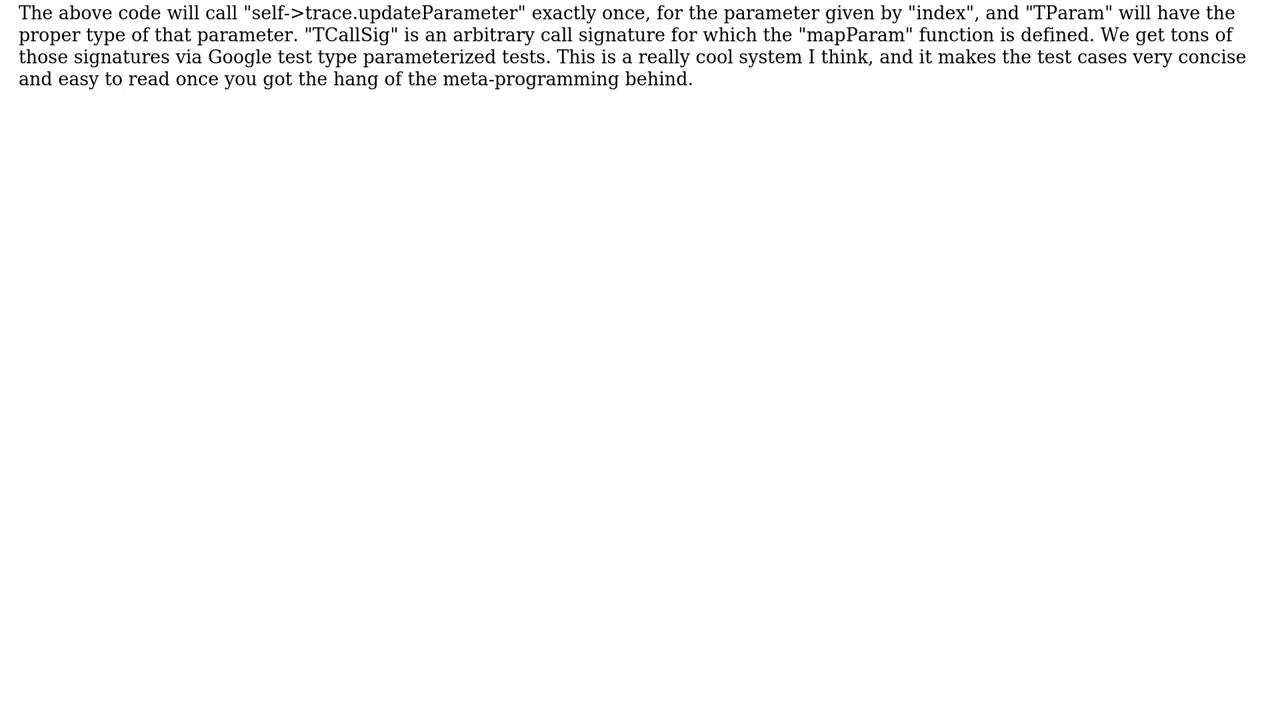 The above code will call "self->trace.updateParameter" exactly once, for the parameter given by "index", and "TParam" will have the
proper type of that parameter. "TCallSig" is an arbitrary call signature for which the "mapParam" function is defined. We get tons of
those signatures via Google test type parameterized tests. This is a really cool system I think, and it makes the test cases very concise
and easy to read once you got the hang of the meta-programming behind.